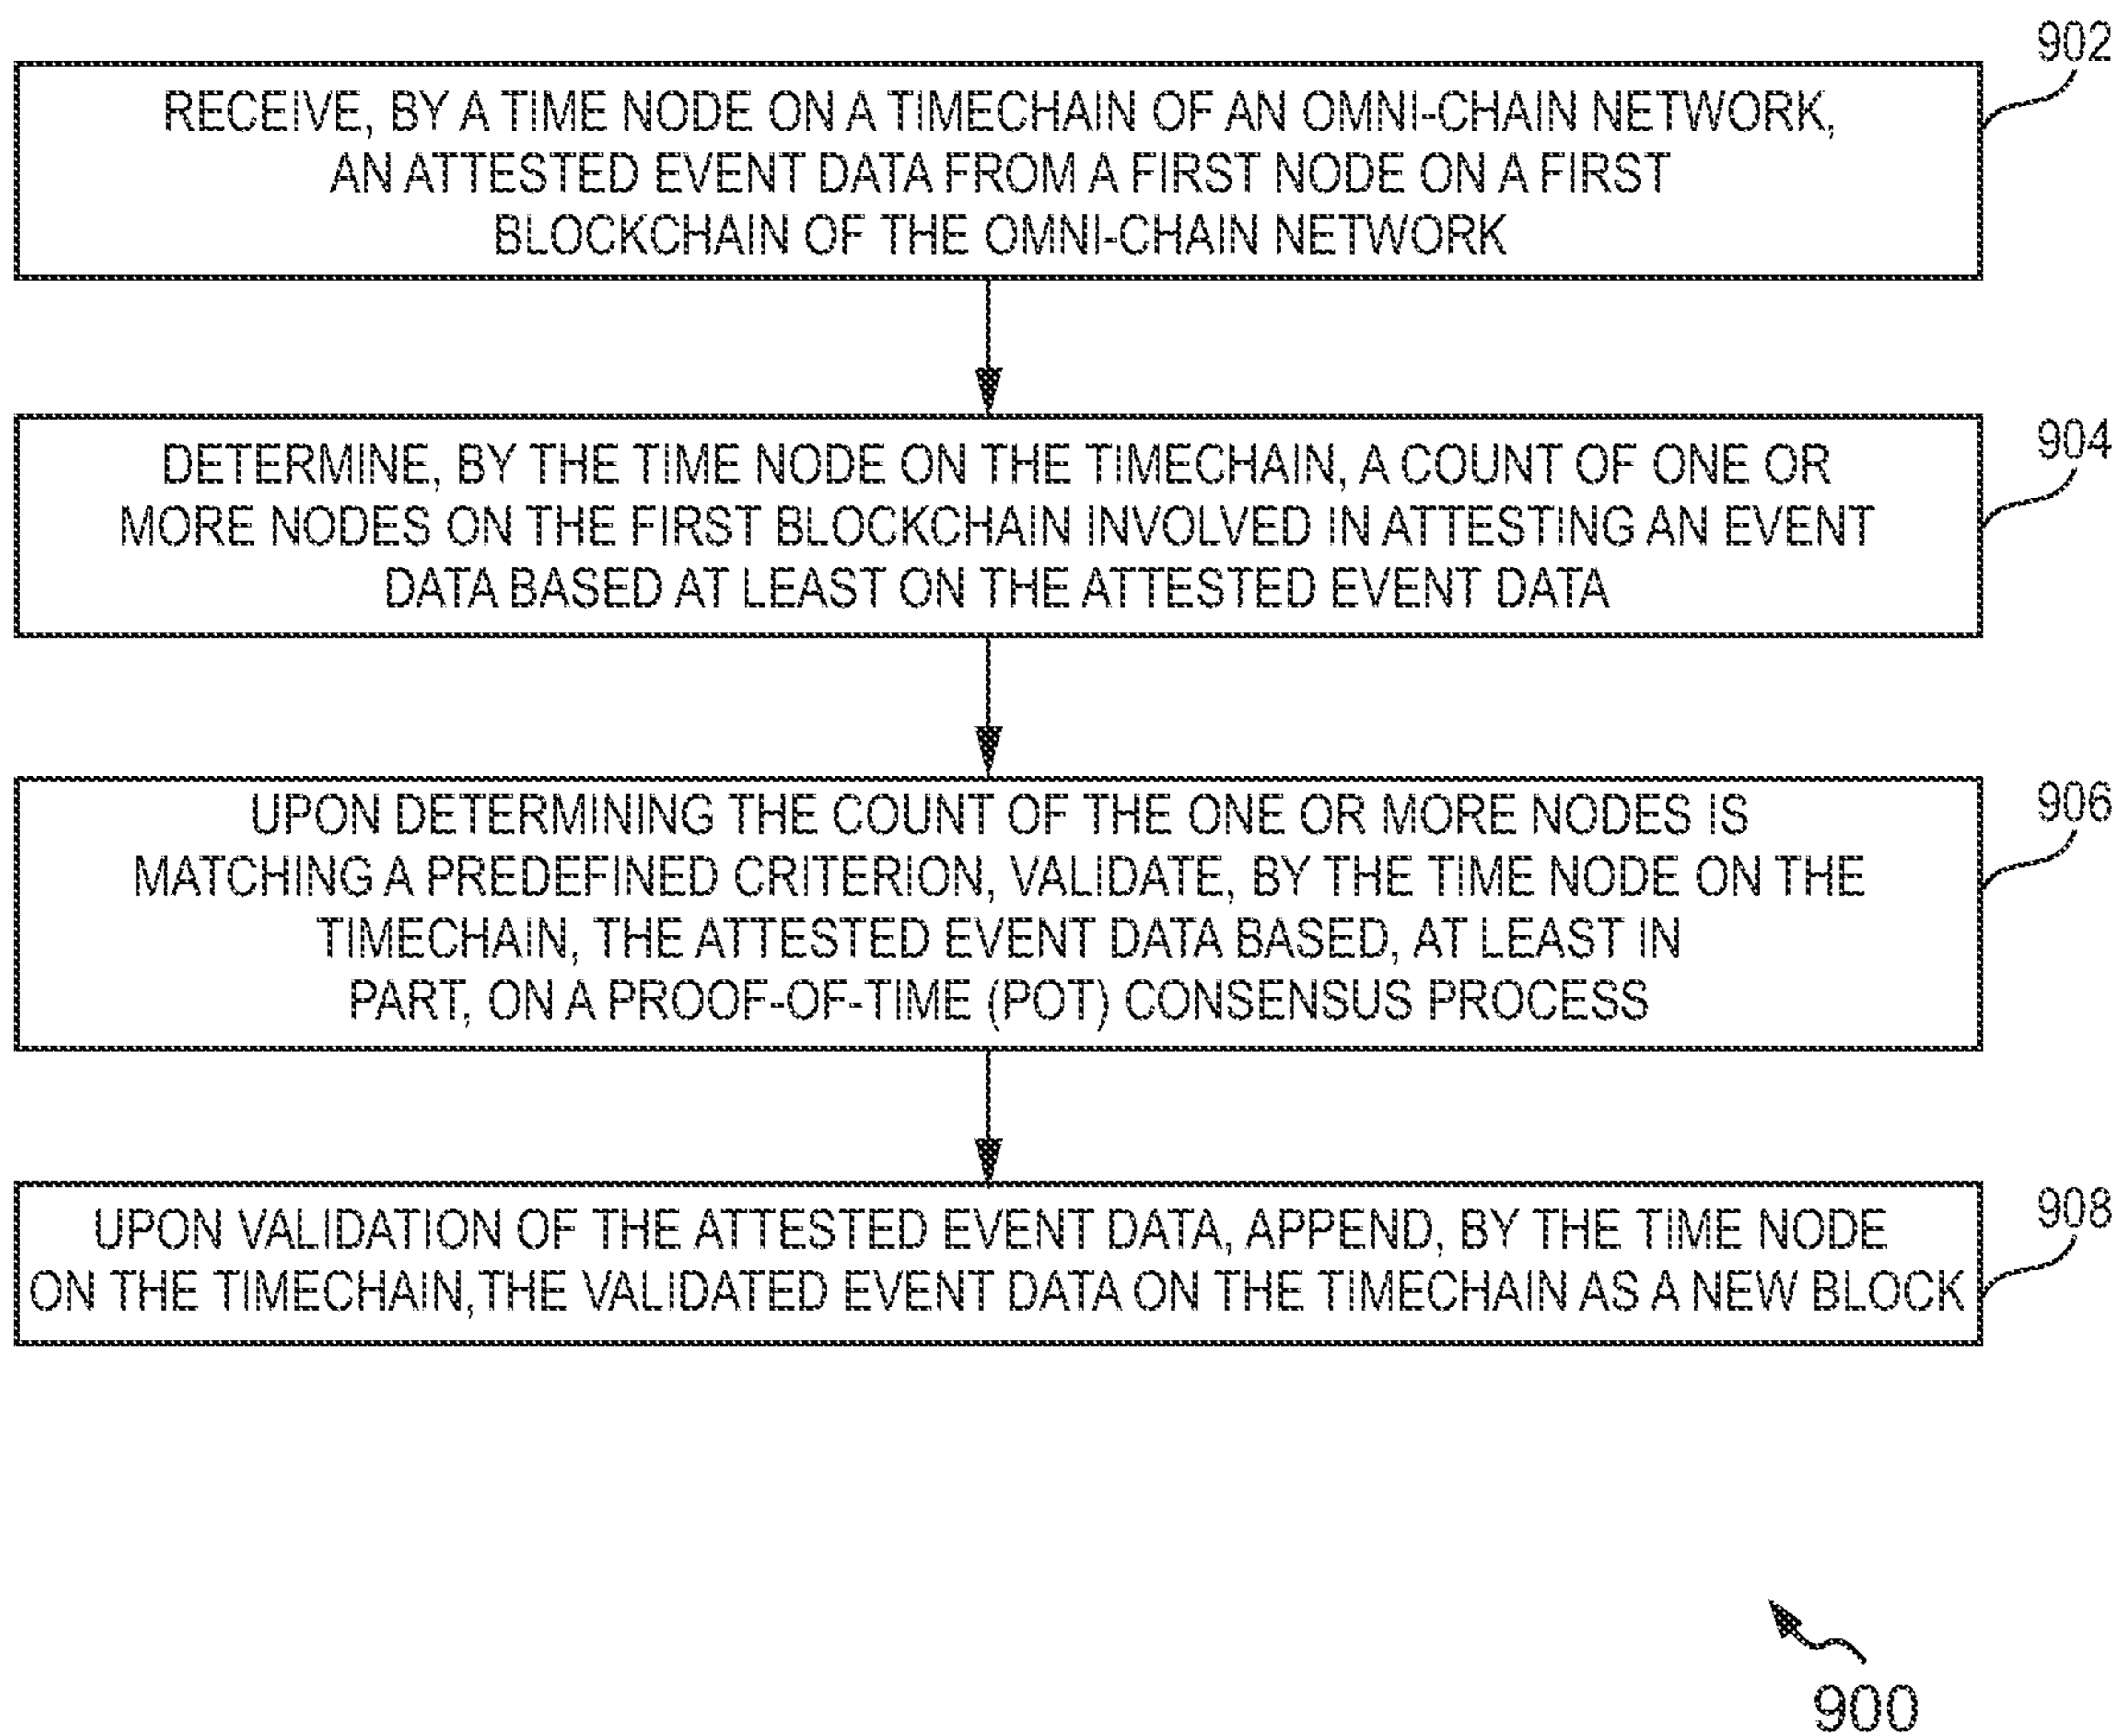 902
RECEIVE, BY A TIME NODE ON A TIMECHAIN OF AN OMNI-CHAIN NETWORK,
AN ATTESTED EVENT DATA FROM A FIRST NODE ON A FIRST
BLOCKCHAIN OF THE OMNI-CHAIN NETWORK
904
DETERMINE, BY THE TIME NODE ON THE TIMECHAIN, A COUNT OF ONE OR
MORE NODES ON THE FIRST BLOCKCHAIN INVOLVED IN ATTESTING AN EVENT
DATA BASED AT LEAST ON THE ATTESTED EVENT DATA
906
UPON DETERMINING THE COUNT OF THE ONE OR MORE NODES IS
MATCHING A PREDEFINED CRITERION, VALIDATE, BY THE TIME NODE ON THE
TIMECHAIN, THE ATTESTED EVENT DATA BASED, AT LEAST IN
PART, ON A PROOF-OF-TIME (POT) CONSENSUS PROCESS
908
UPON VALIDATION OF THE ATTESTED EVENT DATA, APPEND, BY THE TIME NODE
ON THE TIMECHAIN,THE VALIDATED EVENT DATA ON THE TIMECHAIN AS A NEW BLOCK
900